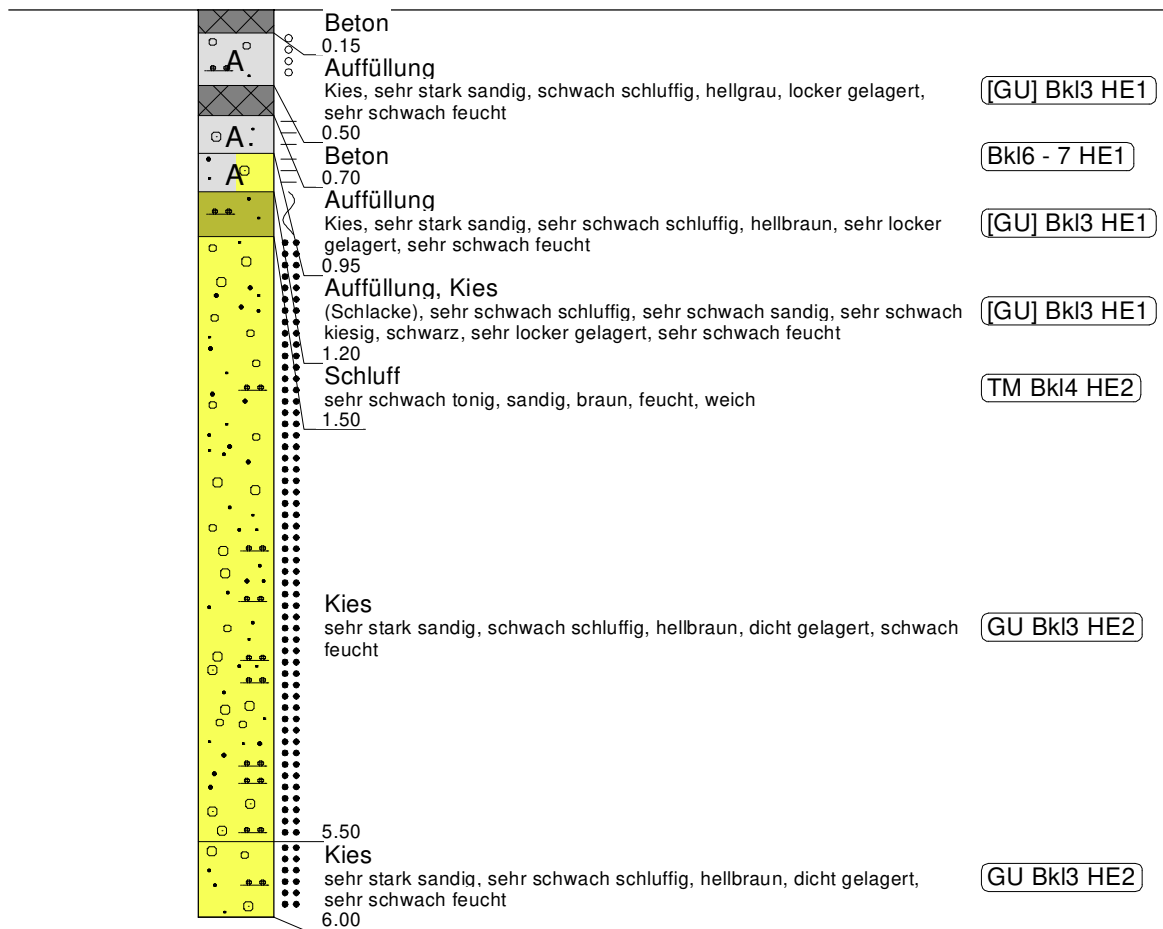 Beton
0.15
A
Auffüllung
Kies, sehr stark sandig, schwach schluffig, hellgrau, locker gelagert,
sehr schwach feucht
[GU] Bkl3 HE1
0.50
A
Beton
Bkl6 - 7 HE1
0.70
A
Auffüllung
Kies, sehr stark sandig, sehr schwach schluffig, hellbraun, sehr locker
gelagert, sehr schwach feucht
[GU] Bkl3 HE1
0.95
Auffüllung, Kies
(Schlacke), sehr schwach schluffig, sehr schwach sandig, sehr schwach
kiesig, schwarz, sehr locker gelagert, sehr schwach feucht
[GU] Bkl3 HE1
1.20
Schluff
sehr schwach tonig, sandig, braun, feucht, weich
TM Bkl4 HE2
1.50
Kies
sehr stark sandig, schwach schluffig, hellbraun, dicht gelagert, schwach
feucht
GU Bkl3 HE2
5.50
Kies
sehr stark sandig, sehr schwach schluffig, hellbraun, dicht gelagert,
sehr schwach feucht
GU Bkl3 HE2
6.00